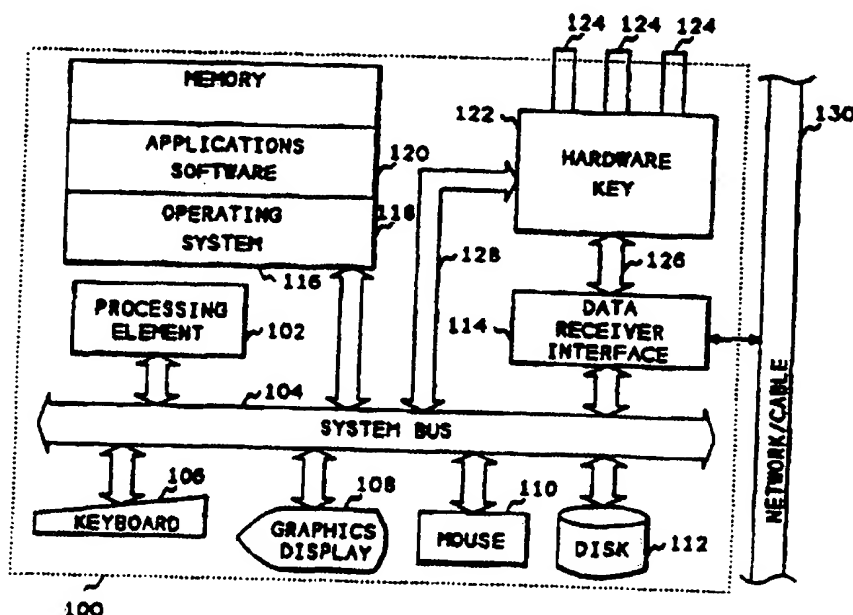 124 124 124
MEMORY
122
130
APPLICATIONS
SOFTWARE
120
HARDWARE
KEY
OPERATING
SYSTEM
118
116
128
126
PROCESSING
ELEMENT
102
114
DATA
RECEIVER
INTERFACE
104
SYSTEM BUS
NETWORK/CABLE
106
KEYBOARD
108
GRAPHICS
DISPLAY
110
MOUSE
DISK
112
100